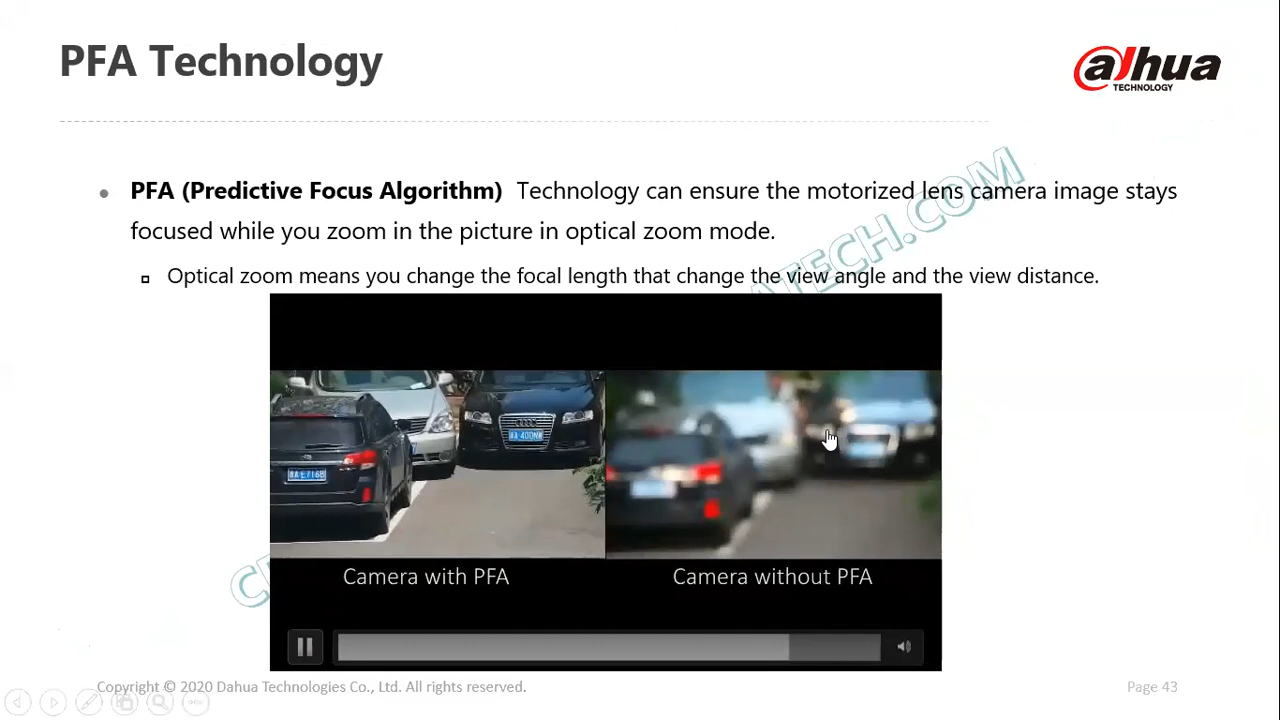 PFA Technology
alhua
TECHNOLOGY
PFA (Predictive Focus Algorithm) Technology can ensure the motorized lens camera image stays
focused while you zoom in the picture in optical zoom mode.
Optical zoom means you change the focal length that change the view angle and the view distance.
ATECH.COM
Camera with PFA
Camera without PFA
Copyright © 2020 Dahua Technologies Co., Ltd. All rights reserved.
Page 43